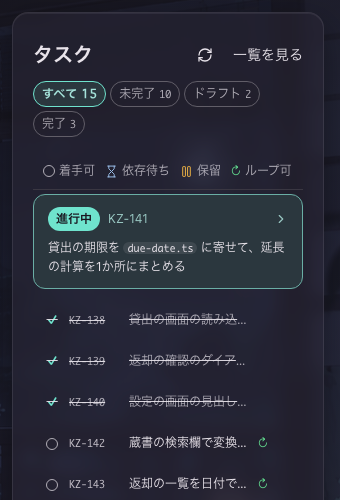 タスク
一覧を見る
すべて 15 未完了 10 ドラフト 2
完了 3
着手可 依存待ち 保留 ループ可
進行中 KZ-141
貸出の期限を due-date.ts に寄せて、延長
の計算を1か所にまとめる
KZ-138 貸出の画面の読み込…
KZ-139 返却の確認のダイア…
KZ-140 設定の画面の見出し…
KZ-142 蔵書の検索欄で変換…
KZ-143 返却の一覧を日付で…